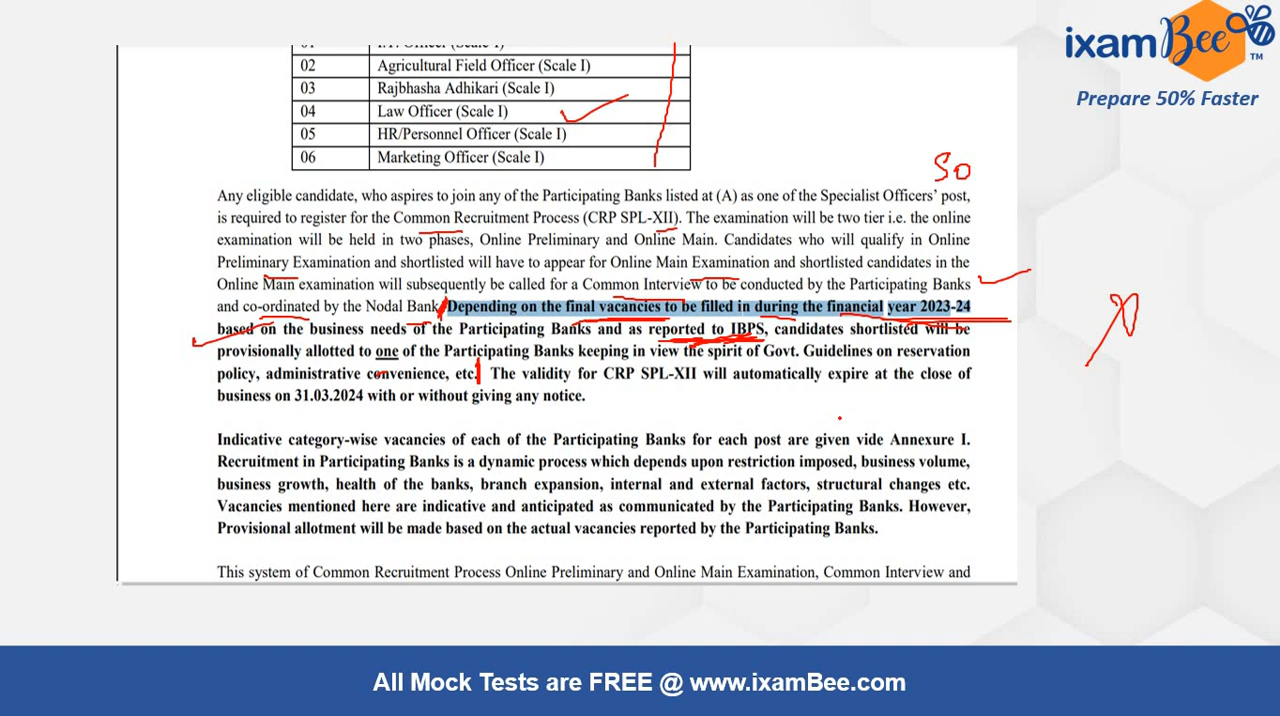 ixamBee
TM
Prepare 50% Faster
02 Agricultural Field Officer (Scale I)
03 Rajbhasha Adhikari (Scale I)
04 Law Officer (Scale I)
05 HR/Personnel Officer (Scale I)
06 Marketing Officer (Scale I)
SO
Any eligible candidate, who aspires to join any of the Participating Banks listed at (A) as one of the Specialist Officers' post,
is required to register for the Common Recruitment Process (CRP SPL-XII). The examination will be two tier i.e. the online
examination will be held in two phases, Online Preliminary and Online Main. Candidates who will qualify in Online
Preliminary Examination and shortlisted will have to appear for Online Main Examination and shortlisted candidates in the
Online Main examination will subsequently be called for a Common Interview to be conducted by the Participating Banks
and co-ordinated by the Nodal Bank Depending on the final vacancies to be filled in during the financial year 2023-24
based on the business needs of the Participating Banks and as reported to IBPS, candidates shortlisted will be
provisionally allotted to one of the Participating Banks keeping in view the spirit of Govt. Guidelines on reservation
policy, administrative convenience, etc. The validity for CRP SPL-XII will automatically expire at the close of
business on 31.03.2024 with or without giving any notice.
Indicative category-wise vacancies of each of the Participating Banks for each post are given vide Annexure I.
Recruitment in Participating Banks is a dynamic process which depends upon restriction imposed, business volume,
business growth, health of the banks, branch expansion, internal and external factors, structural changes etc.
Vacancies mentioned here are indicative and anticipated as communicated by the Participating Banks. However,
Provisional allotment will be made based on the actual vacancies reported by the Participating Banks.
This system of Common Recruitment Process Online Preliminary and Online Main Examination, Common Interview and
All Mock Tests are FREE @ www.ixamBee.com